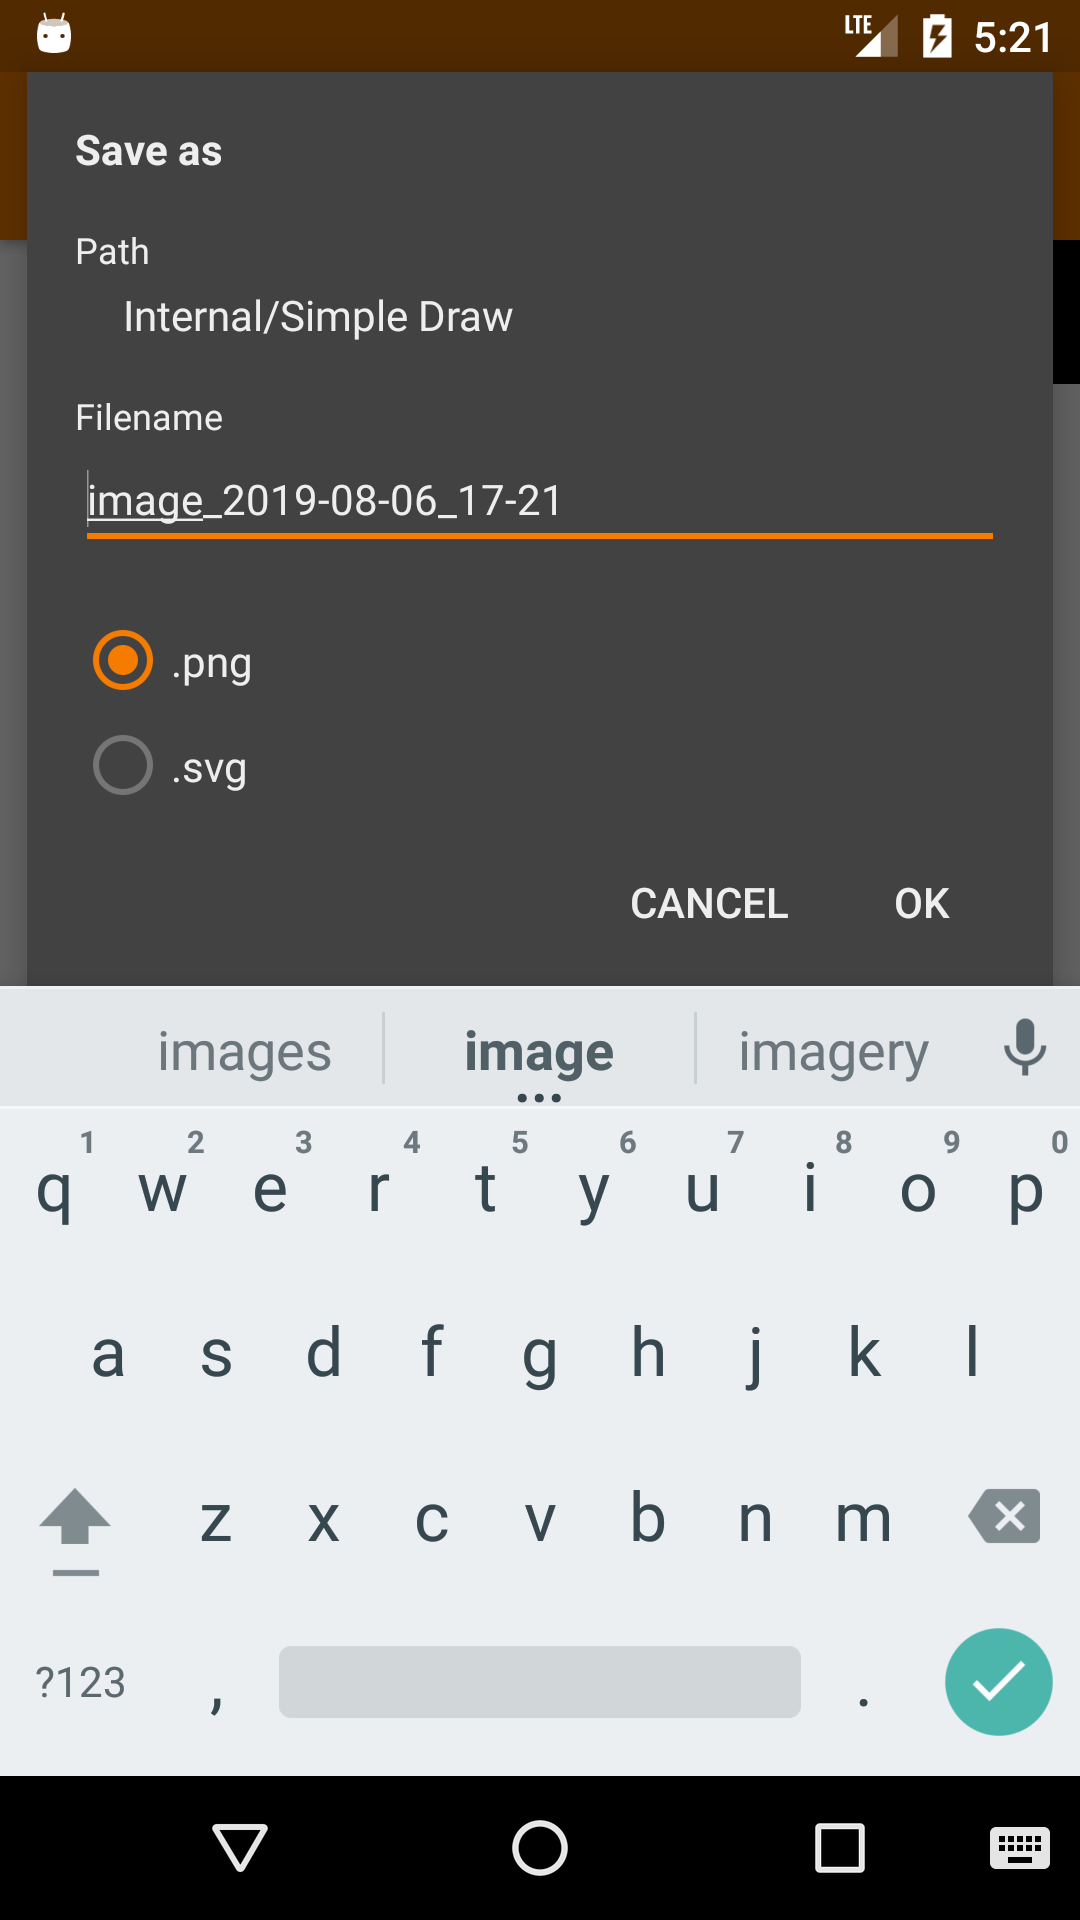 LTE 5:21
Save as
Path
Internal/Simple Draw
Filename
image_2019-08-06_17-21
.png
.svg
CANCEL OK
images image imagery
1 2 3 4 5 6 7 8 9 0
q w e r t y u i o p
a s d f g h j k l
z x c v b n m
?123 , .